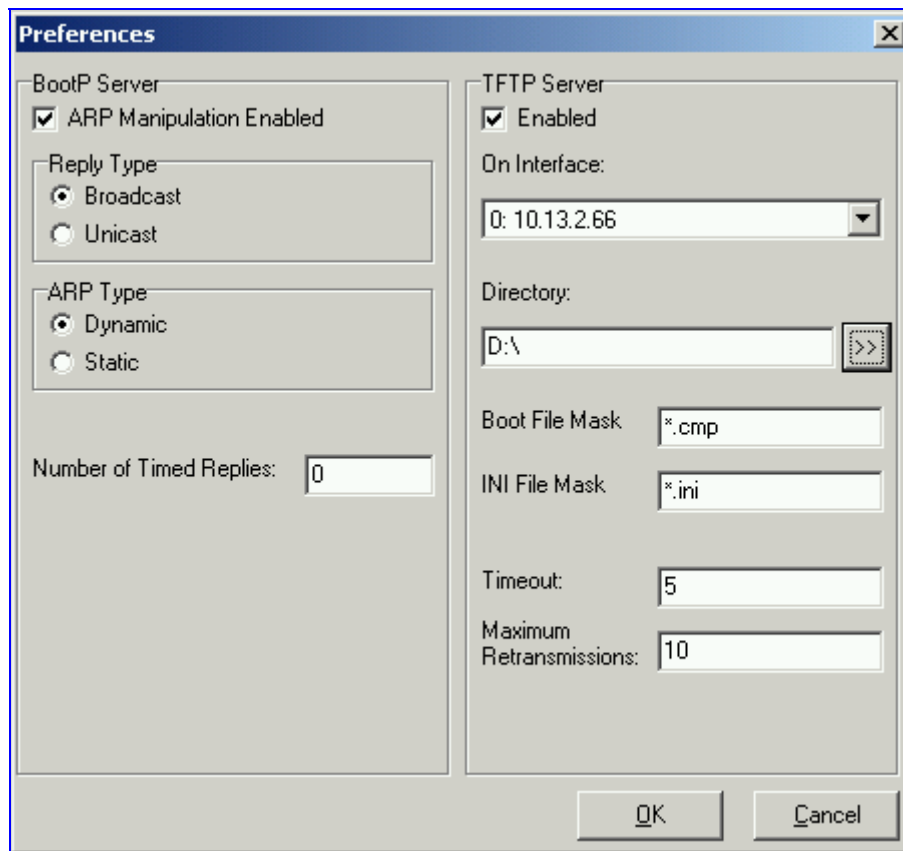 Preferences
BootP Server
ARP Manipulation Enabled
Reply Type
Broadcast
Unicast
ARP Type
Dynamic
Static
Number of Timed Replies: 0
TFTP Server
Enabled
On Interface:
0: 10.13.2.66
Directory:
D:\
>>
Boot File Mask *.cmp
INI File Mask *.ini
Timeout: 5
Maximum
Retransmissions: 10
OK Cancel